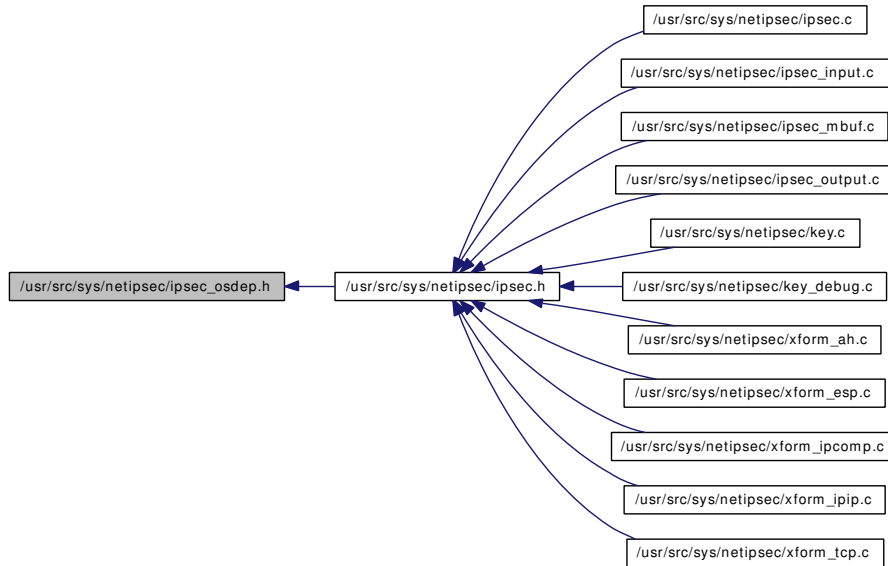 /usr/src/sys/netipsec/ipsec.c
/usr/src/sys/netipsec/ipsec_input.c
/usr/src/sys/netipsec/ipsec_mbuf.c
/usr/src/sys/netipsec/ipsec_output.c
/usr/src/sys/netipsec/key.c
/usr/src/sys/netipsec/ipsec_osdep.h
/usr/src/sys/netipsec/ipsec.h
/usr/src/sys/netipsec/key_debug.c
/usr/src/sys/netipsec/xform_ah.c
/usr/src/sys/netipsec/xform_esp.c
/usr/src/sys/netipsec/xform_ipcomp.c
/usr/src/sys/netipsec/xform_ipip.c
/usr/src/sys/netipsec/xform_tcp.c